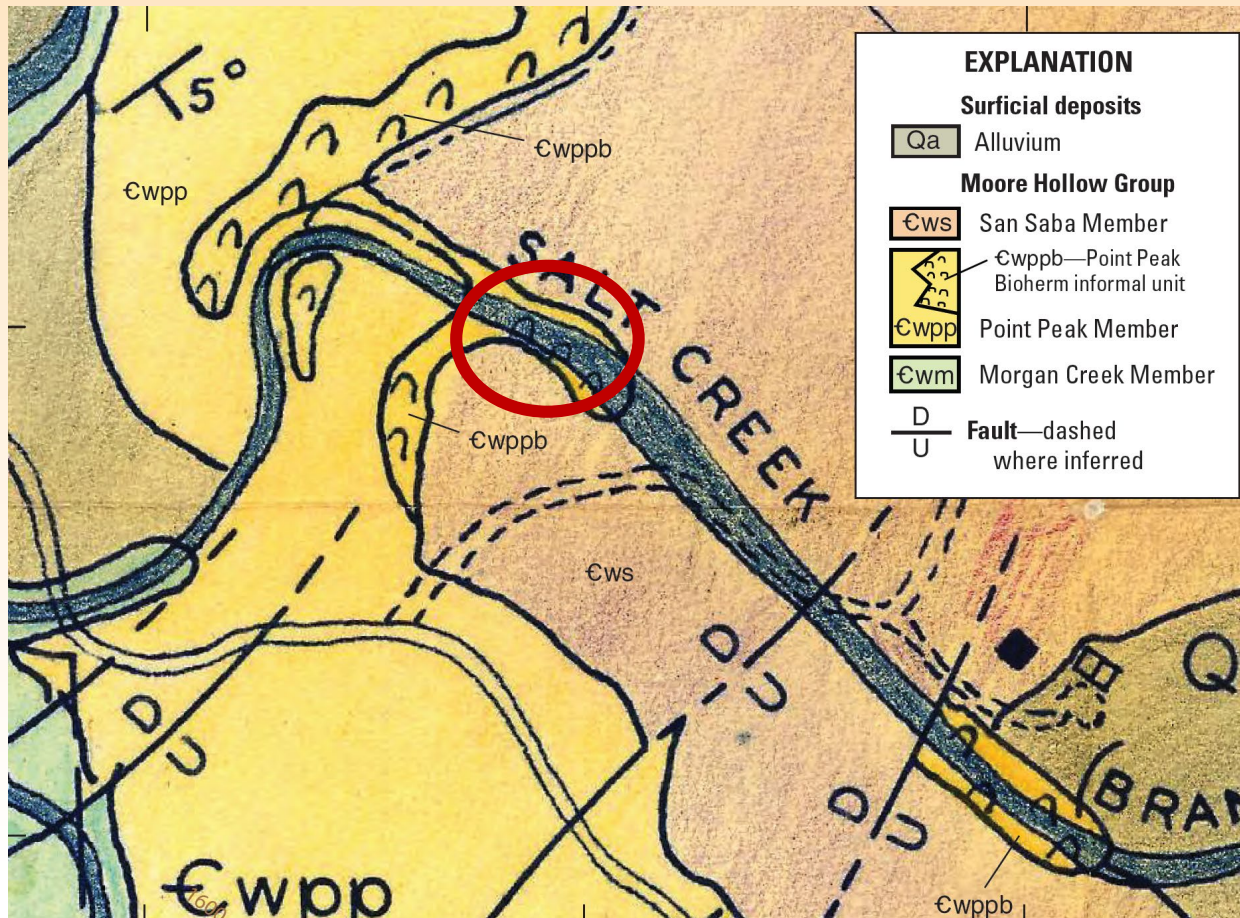 EXPLANATION
Surficial deposits
Qa Alluvium
Moore Hollow Group
Єws San Saba Member
Єwppb—Point Peak
Bioherm informal unit
Єwpp Point Peak Member
Єwm Morgan Creek Member
D
U
Fault—dashed
where inferred
5°
Єwppb
Єwpp
SALT CREEK
Єwppb
Єws
D
U
D
U
D
U
Q
(BRAN
Єwpp
1600
Єwppb